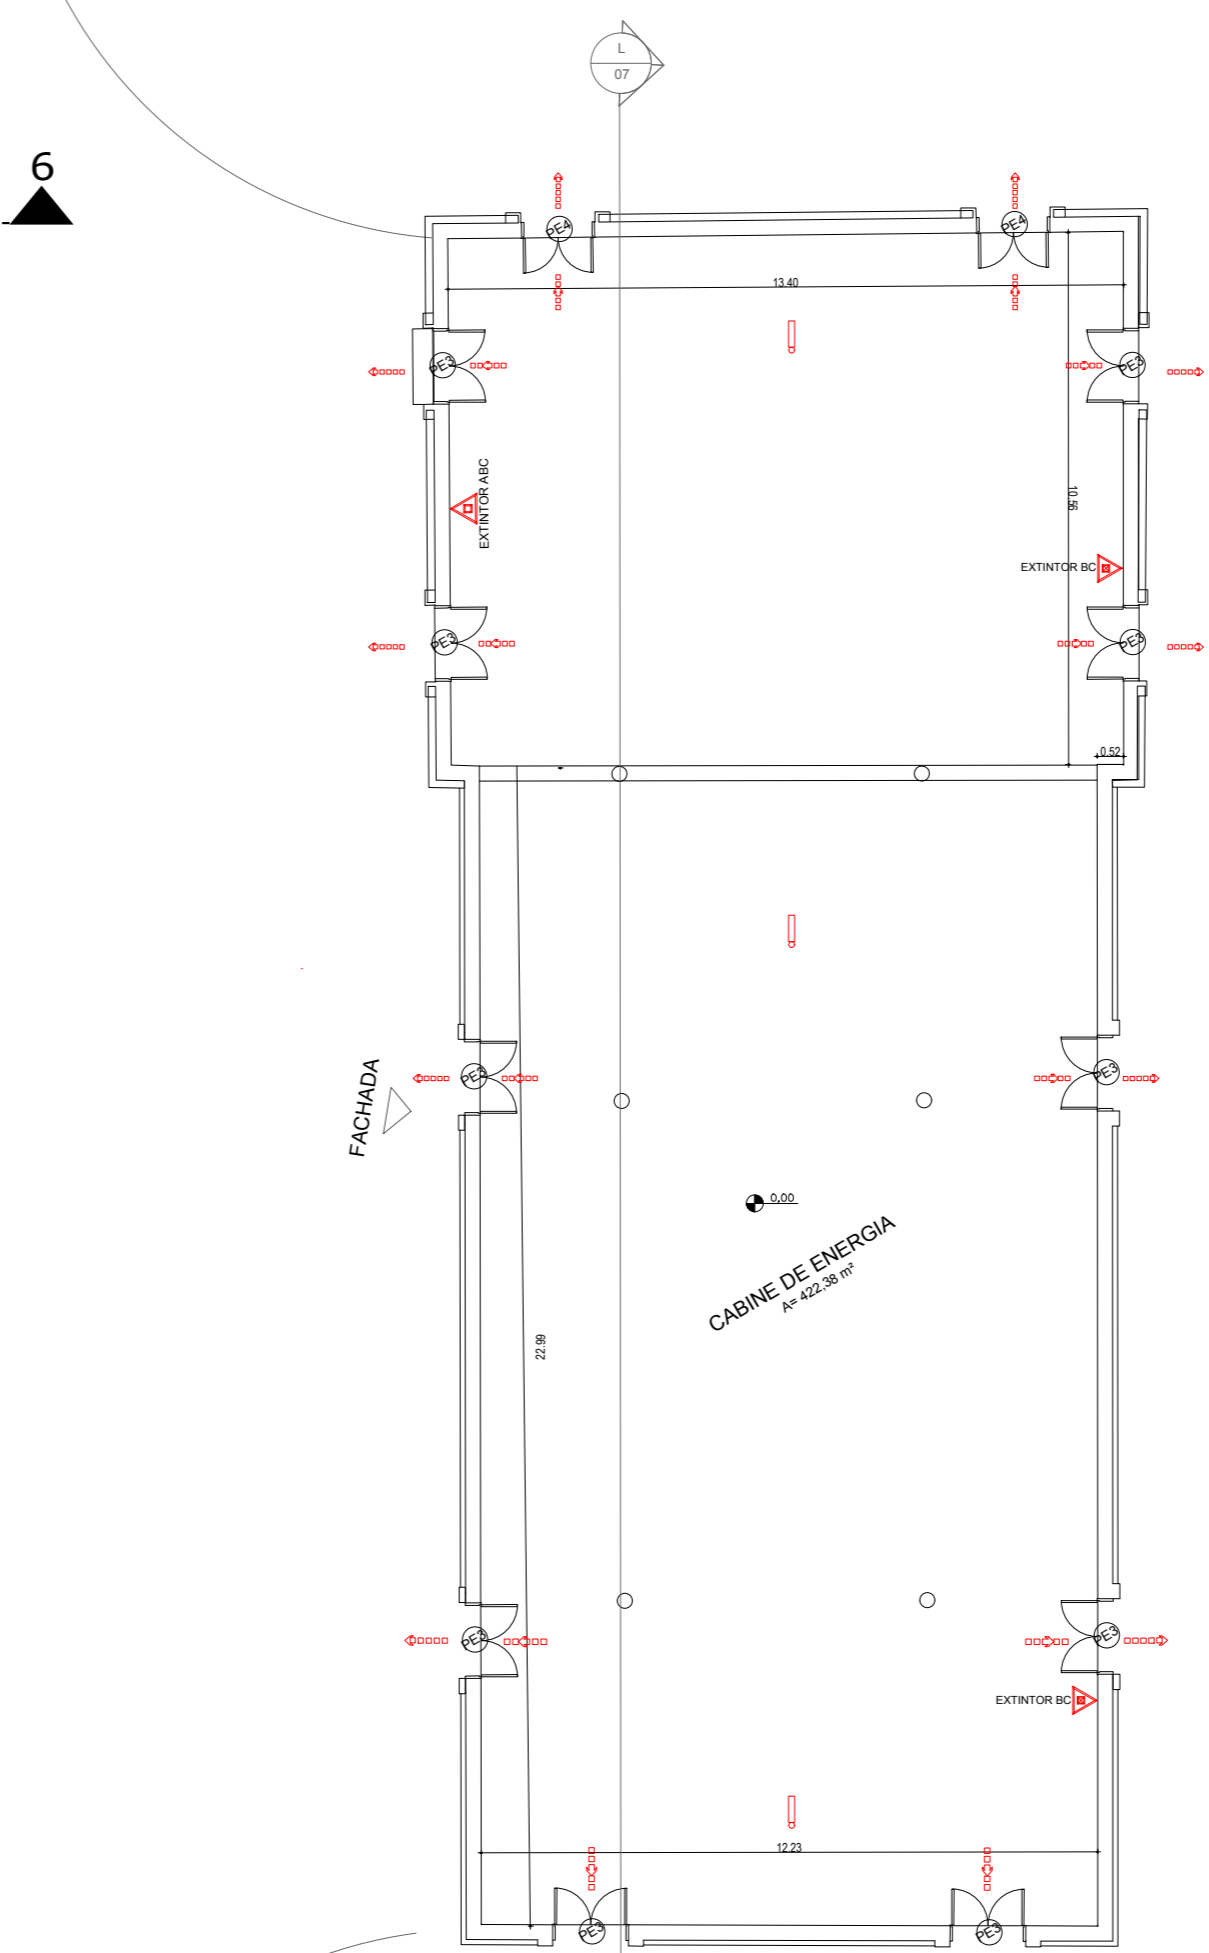 L
07
6
PE4
PE4
13.40
PE3
PE3
EXTINTOR ABC
10.56
EXTINTOR BC
PE3
PE3
0.52
PE3
PE3
FACHADA
0,00
CABINE DE ENERGIA
A= 422,38 m²
22.99
PE3
PE3
EXTINTOR BC
12.23
PE3
PE3